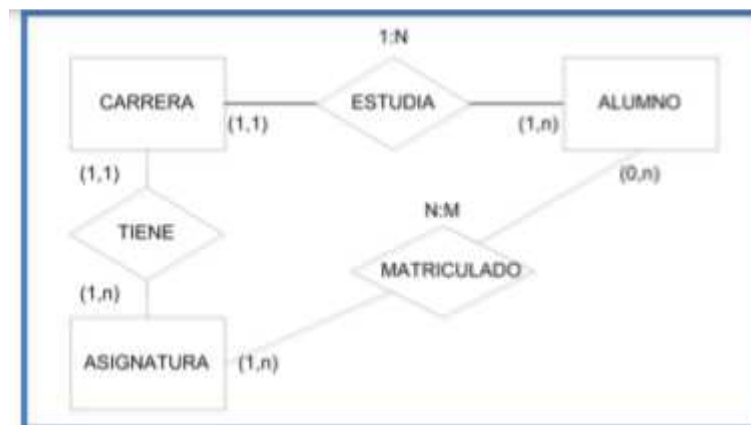 1:N
CARRERA
ESTUDIA
ALUMNO
(1,1)
(1,n)
(1,1)
(0,n)
N:M
TIENE
MATRICULADO
(1,n)
ASIGNATURA
(1,n)